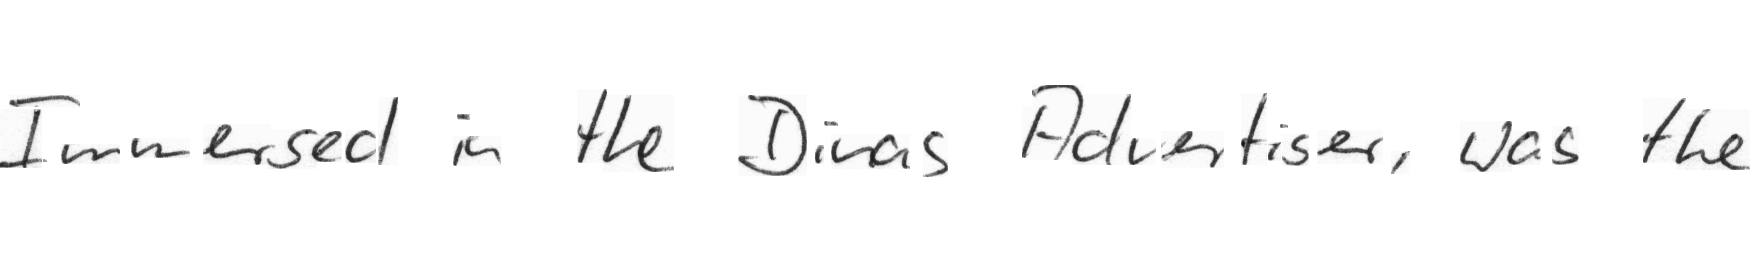 Immersed in the Dinas Advertiser, was the